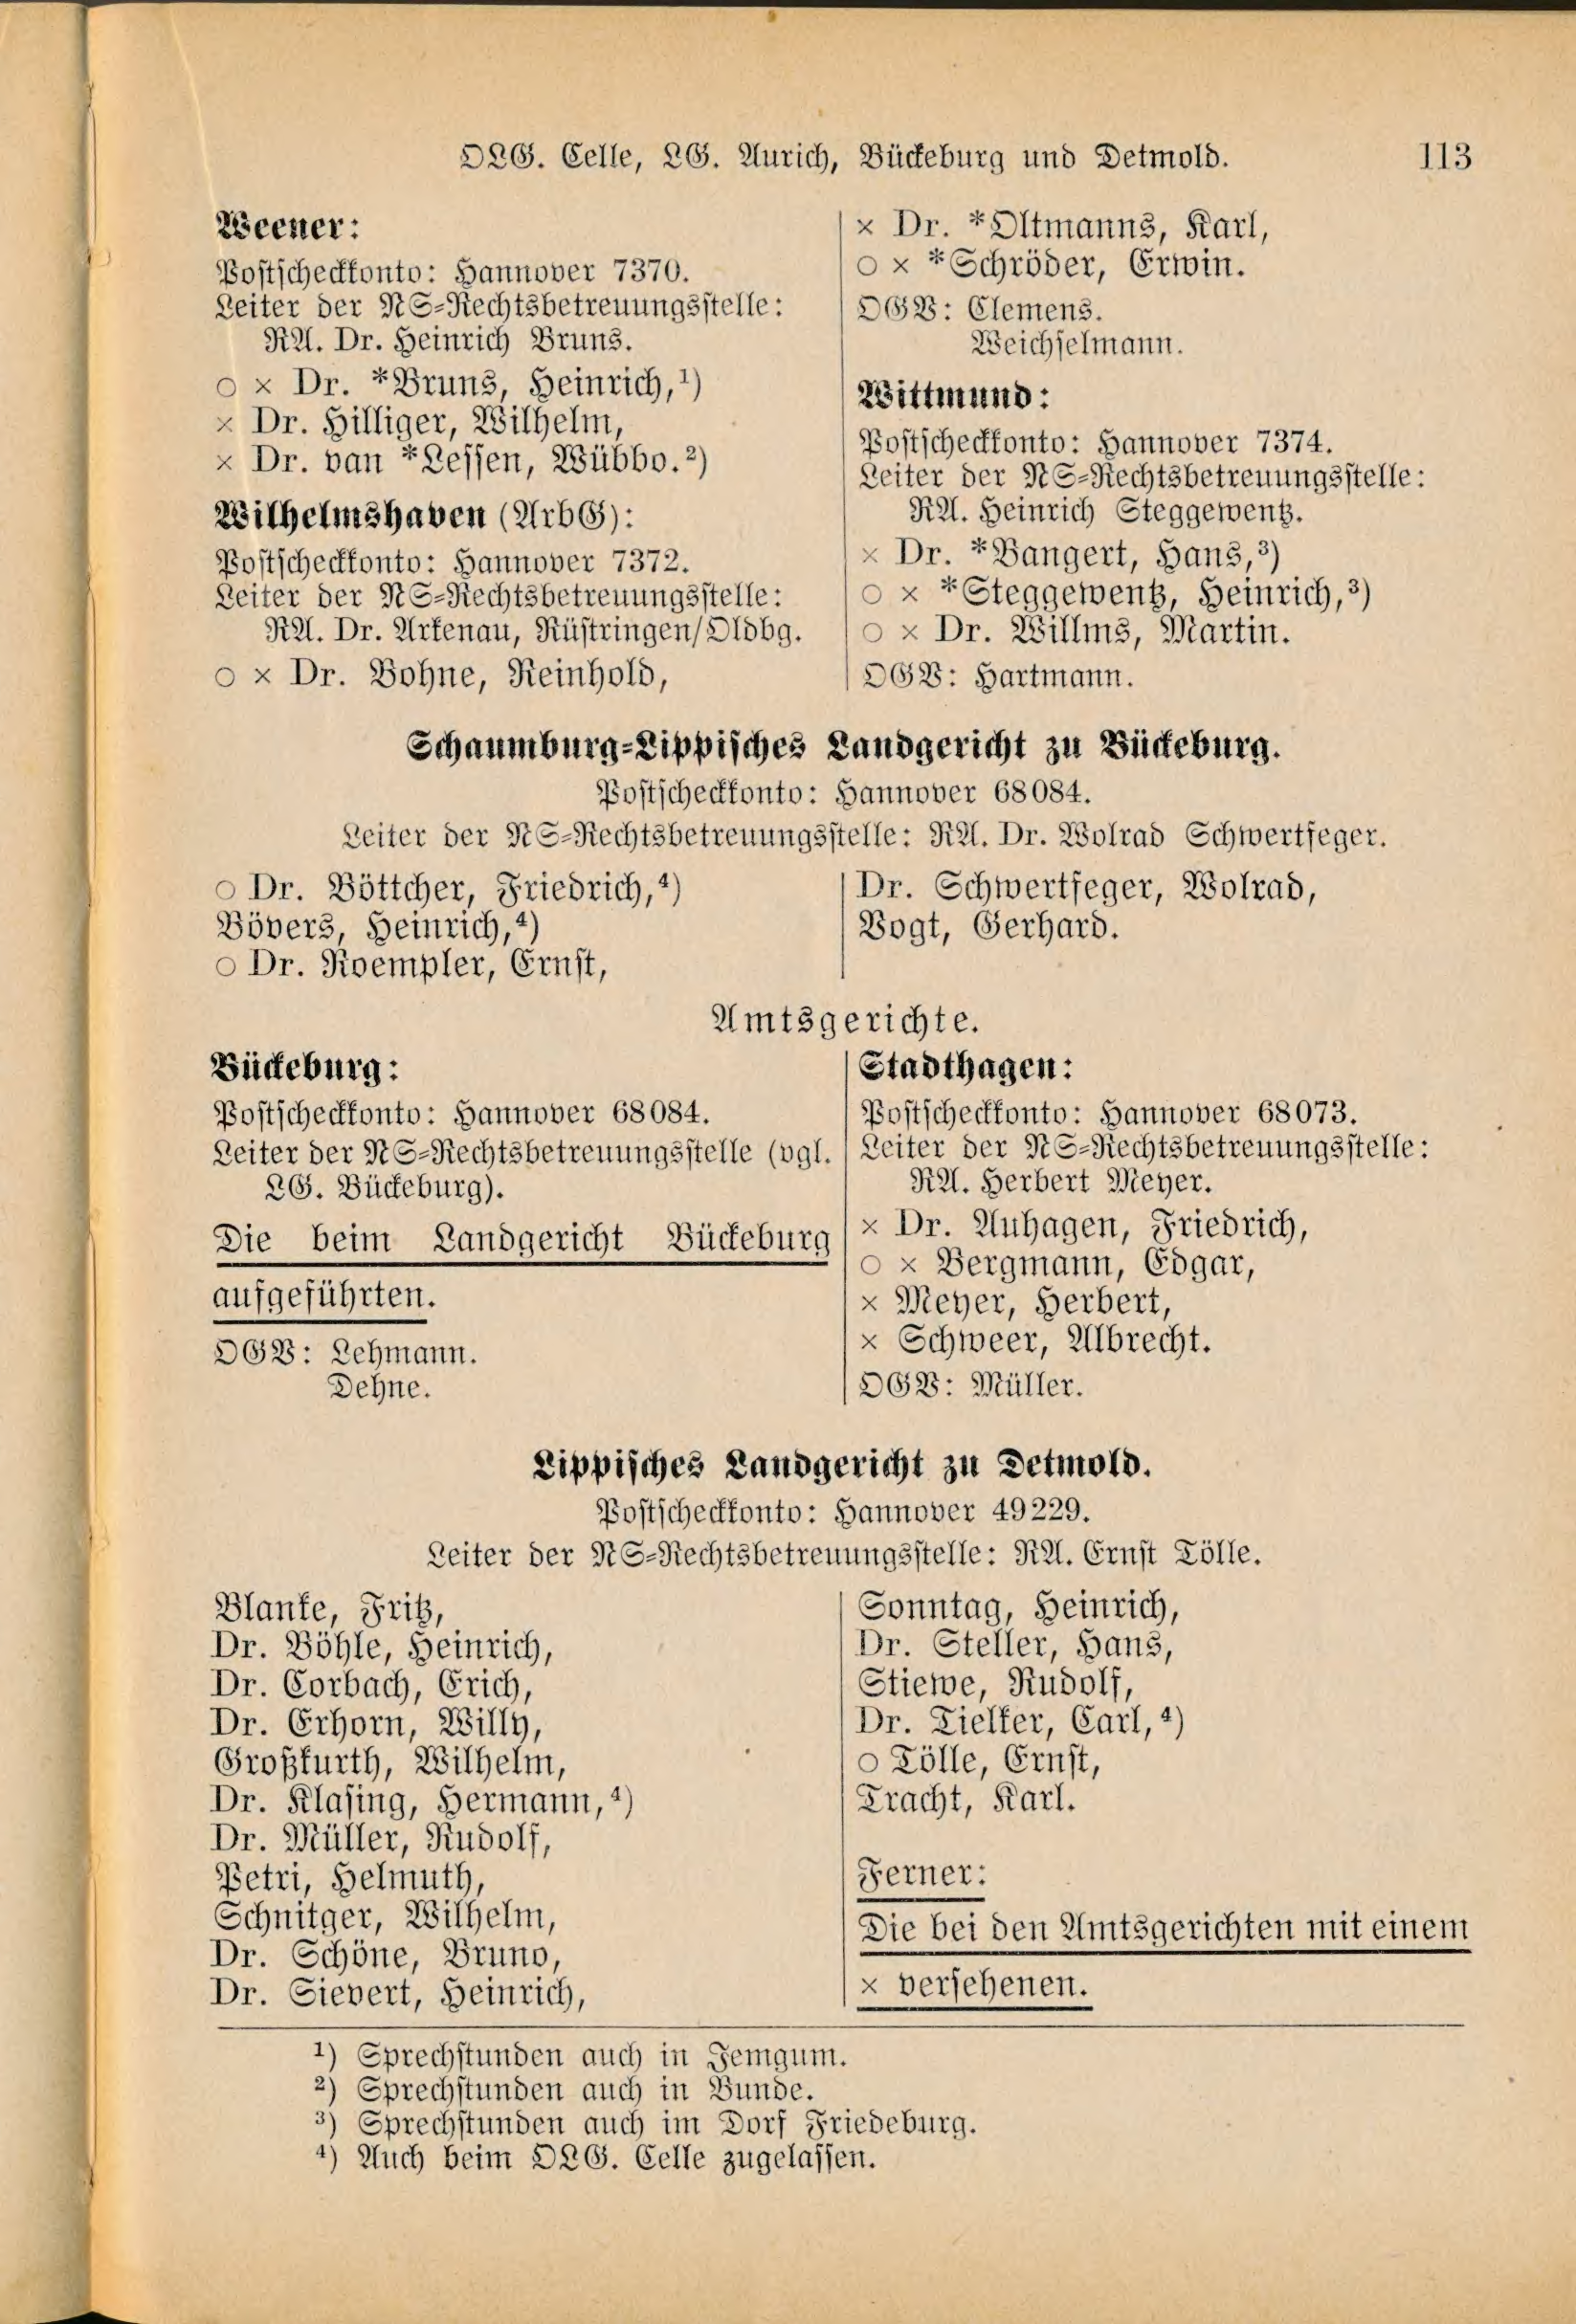 OLG. Celle, LG. Aurich, Bückeburg und Detmold. 113
Weener:
Postscheckkonto: Hannover 7370.
Leiter der NS-Rechtsbetreuungsstelle:
RA. Dr. Heinrich Bruns.
○ × Dr. *Bruns, Heinrich,¹)
× Dr. Hilliger, Wilhelm,
× Dr. van *Lessen, Wübbo.²)
Wilhelmshaven (ArbG):
Postscheckkonto: Hannover 7372.
Leiter der NS-Rechtsbetreuungsstelle:
RA. Dr. Arkenau, Rüstringen/Oldbg.
○ × Dr. Bohne, Reinhold,
× Dr. *Oltmanns, Karl,
○ × *Schröder, Erwin.
OGV: Clemens.
Weichselmann.
Wittmund:
Postscheckkonto: Hannover 7374.
Leiter der NS-Rechtsbetreuungsstelle:
RA. Heinrich Steggewentz.
× Dr. *Bangert, Hans,³)
○ × *Steggewentz, Heinrich,³)
○ × Dr. Willms, Martin.
OGV: Hartmann.
Schaumburg-Lippisches Landgericht zu Bückeburg.
Postscheckkonto: Hannover 68084.
Leiter der NS-Rechtsbetreuungsstelle: RA. Dr. Wolrad Schwertfeger.
○ Dr. Böttcher, Friedrich,⁴)
Bövers, Heinrich,⁴)
○ Dr. Roempler, Ernst,
Dr. Schwertfeger, Wolrad,
Vogt, Gerhard.
Amtsgerichte.
Bückeburg:
Postscheckkonto: Hannover 68084.
Leiter der NS-Rechtsbetreuungsstelle (vgl.
LG. Bückeburg).
Die beim Landgericht Bückeburg
aufgeführten.
OGV: Lehmann.
Dehne.
Stadthagen:
Postscheckkonto: Hannover 68073.
Leiter der NS-Rechtsbetreuungsstelle:
RA. Herbert Meyer.
× Dr. Auhagen, Friedrich,
○ × Bergmann, Edgar,
× Meyer, Herbert,
× Schweer, Albrecht.
OGV: Müller.
Lippisches Landgericht zu Detmold.
Postscheckkonto: Hannover 49229.
Leiter der NS-Rechtsbetreuungsstelle: RA. Ernst Tölle.
Blanke, Fritz,
Dr. Böhle, Heinrich,
Dr. Corbach, Erich,
Dr. Erhorn, Willy,
Großkurth, Wilhelm,
Dr. Klasing, Hermann,⁴)
Dr. Müller, Rudolf,
Petri, Helmuth,
Schnitger, Wilhelm,
Dr. Schöne, Bruno,
Dr. Sievert, Heinrich,
Sonntag, Heinrich,
Dr. Steller, Hans,
Stiewe, Rudolf,
Dr. Tielker, Carl,⁴)
○ Tölle, Ernst,
Tracht, Karl.
Ferner:
Die bei den Amtsgerichten mit einem
× versehenen.
¹) Sprechstunden auch in Jemgum.
²) Sprechstunden auch in Bunde.
³) Sprechstunden auch im Dorf Friedeburg.
⁴) Auch beim OLG. Celle zugelassen.